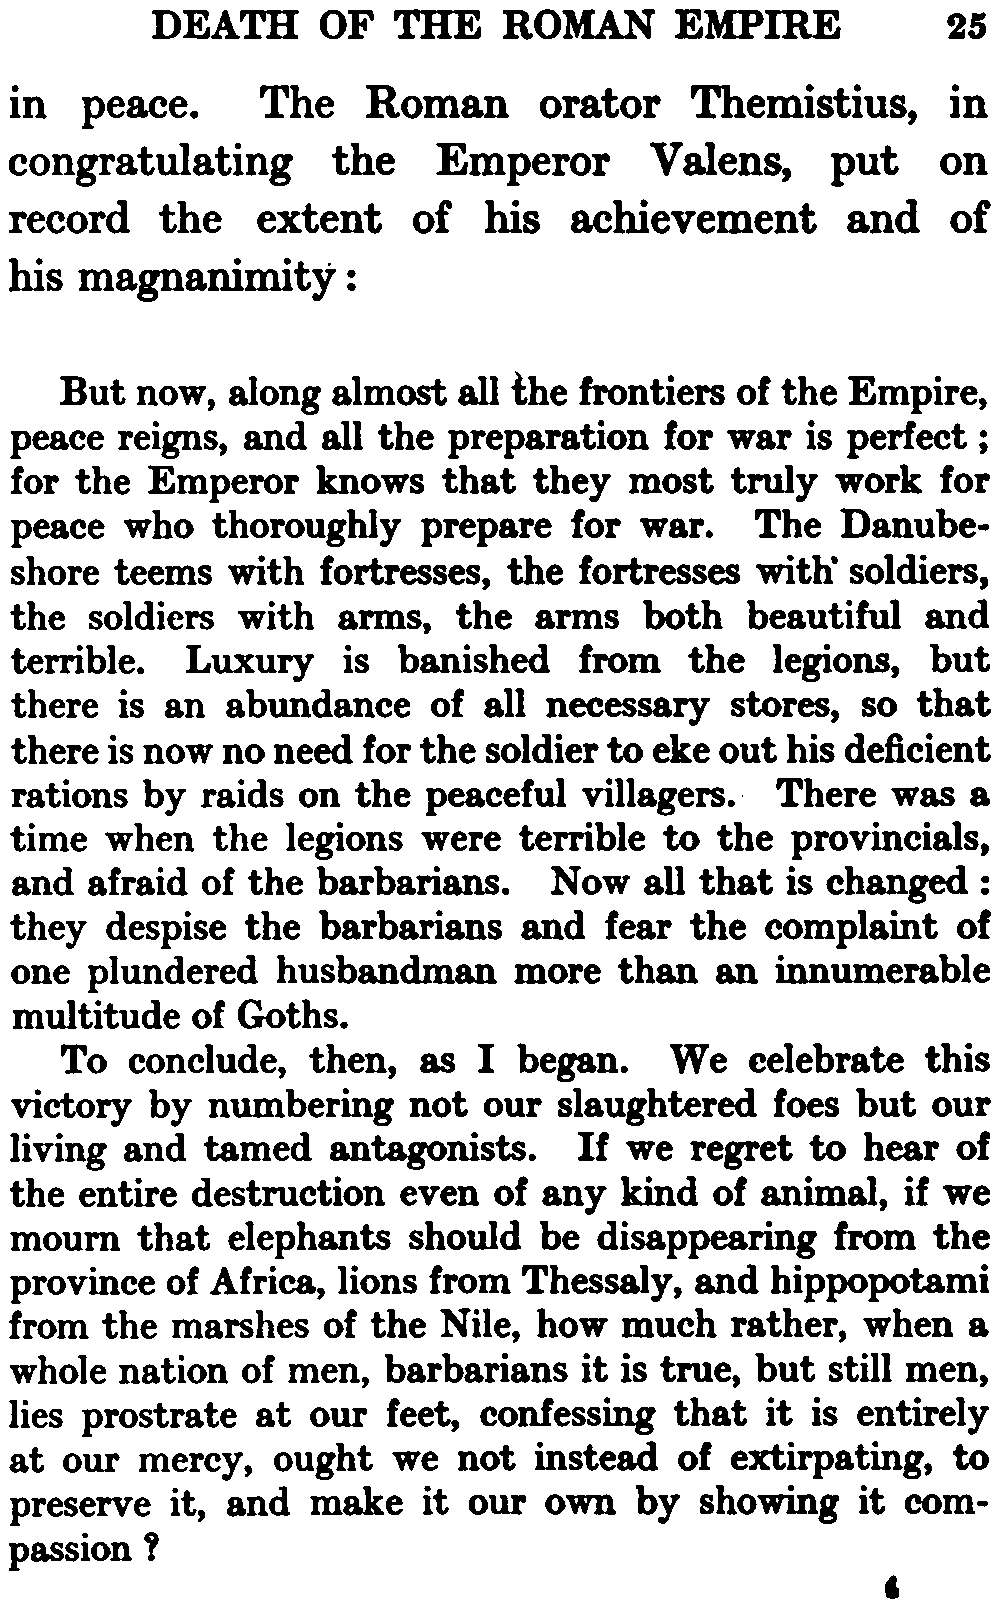 DEATH OF THE ROMAN EMPIRE 25
in peace. The Roman orator Themistius, in
congratulating the Emperor Valens, put on
record the extent of his achievement and of
his magnanimity :
But now, along almost all the frontiers of the Empire,
peace reigns, and all the preparation for war is perfect ;
for the Emperor knows that they most truly work for
peace who thoroughly prepare for war. The Danube-
shore teems with fortresses, the fortresses with soldiers,
the soldiers with arms, the arms both beautiful and
terrible. Luxury is banished from the legions, but
there is an abundance of all necessary stores, so that
there is now no need for the soldier to eke out his deficient
rations by raids on the peaceful villagers. There was a
time when the legions were terrible to the provincials,
and afraid of the barbarians. Now all that is changed :
they despise the barbarians and fear the complaint of
one plundered husbandman more than an innumerable
multitude of Goths.
To conclude, then, as I began. We celebrate this
victory by numbering not our slaughtered foes but our
living and tamed antagonists. If we regret to hear of
the entire destruction even of any kind of animal, if we
mourn that elephants should be disappearing from the
province of Africa, lions from Thessaly, and hippopotami
from the marshes of the Nile, how much rather, when a
whole nation of men, barbarians it is true, but still men,
lies prostrate at our feet, confessing that it is entirely
at our mercy, ought we not instead of extirpating, to
preserve it, and make it our own by showing it com-
passion ?